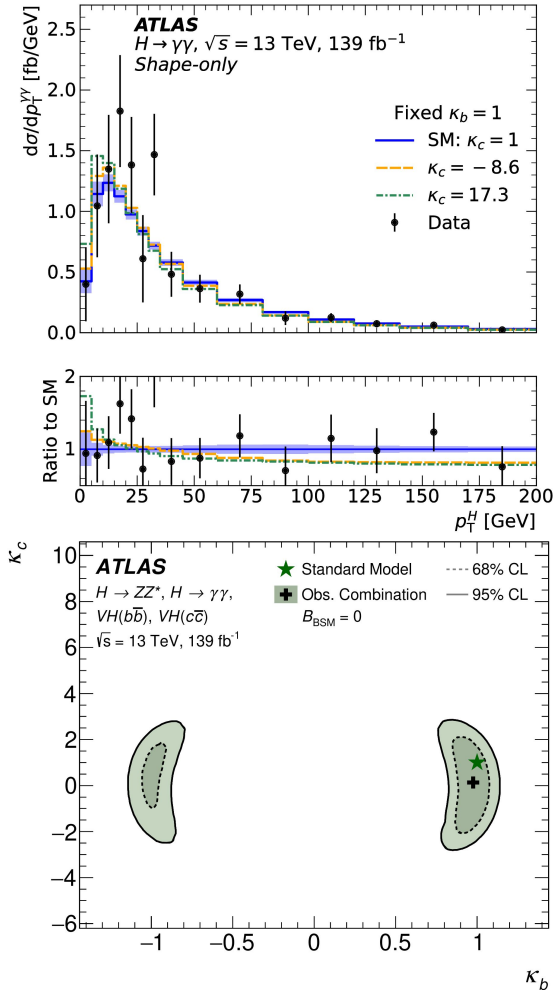 ATLAS
H → γγ, √s = 13 TeV, 139 fb⁻¹
Shape-only
dσ/dp_T^γγ [fb/GeV]
Fixed κ_b = 1
SM: κ_c = 1
κ_c = − 8.6
κ_c = 17.3
Data
2.5
2.0
1.5
1.0
0.5
0.0
Ratio to SM
2
1
0 25 50 75 100 125 150 175 200
p_T^H [GeV]
κ_c
ATLAS
H → ZZ*, H → γγ,
VH(bb̅), VH(cc̅)
√s = 13 TeV, 139 fb⁻¹
Standard Model
Obs. Combination
B_BSM = 0
68% CL
95% CL
10
8
6
4
2
0
−2
−4
−6
−1 −0.5 0 0.5 1
κ_b